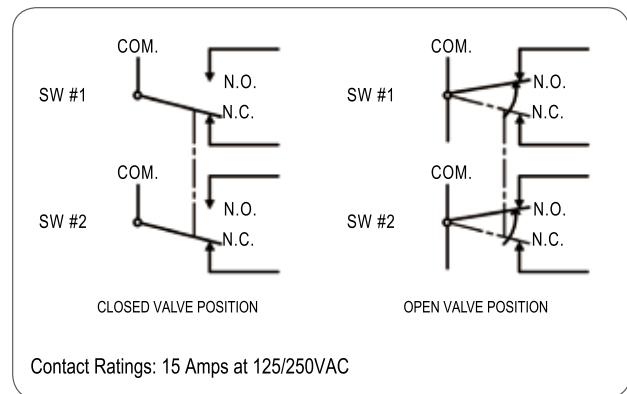 COM. COM.
SW #1 N.O. SW #1 N.O.
N.C. N.C.
COM. COM.
SW #2 N.O. SW #2 N.O.
N.C. N.C.
CLOSED VALVE POSITION OPEN VALVE POSITION
Contact Ratings: 15 Amps at 125/250VAC